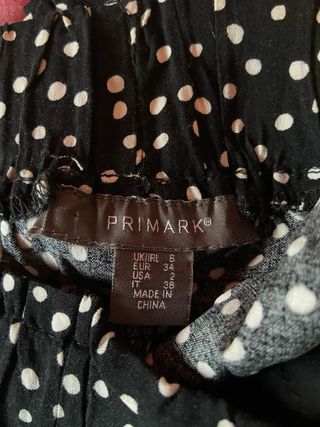 PRIMARK®
UK/IRL 6
EUR 34
USA 2
IT 38
MADE IN
CHINA